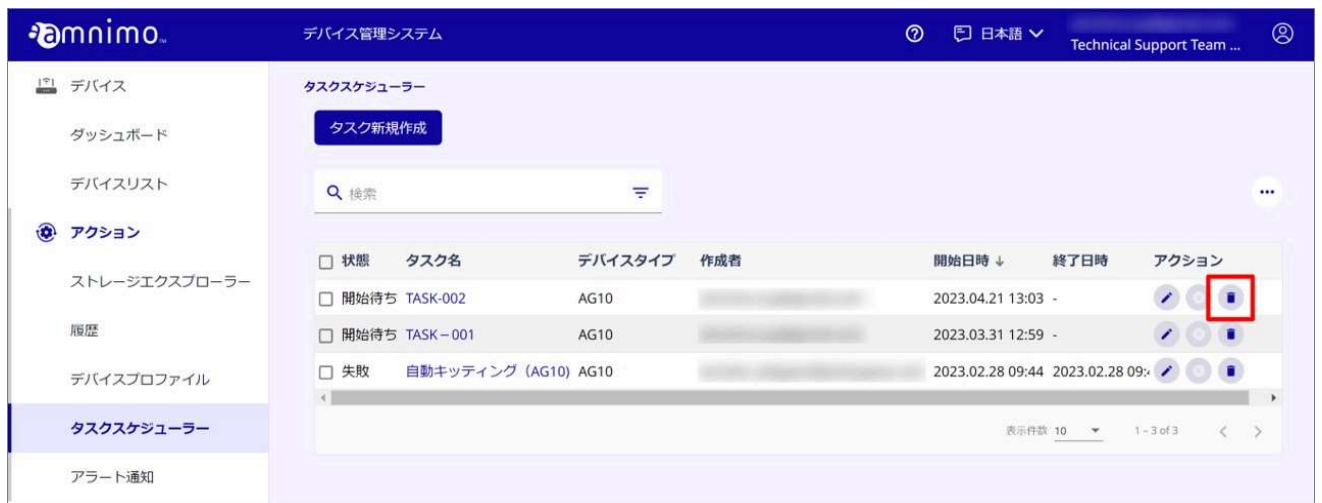 amnimo
デバイス管理システム
日本語
Technical Support Team ...
デバイス
ダッシュボード
デバイスリスト
アクション
ストレージエクスプローラー
履歴
デバイスプロファイル
タスクスケジューラー
アラート通知
タスクスケジューラー
タスク新規作成
検索
状態 タスク名 デバイスタイプ 作成者 開始日時 ↓ 終了日時 アクション
開始待ち TASK-002 AG10 2023.04.21 13:03 -
開始待ち TASK－001 AG10 2023.03.31 12:59 -
失敗 自動キッティング（AG10) AG10 2023.02.28 09:44 2023.02.28 09:
表示件数 10 1 – 3 of 3